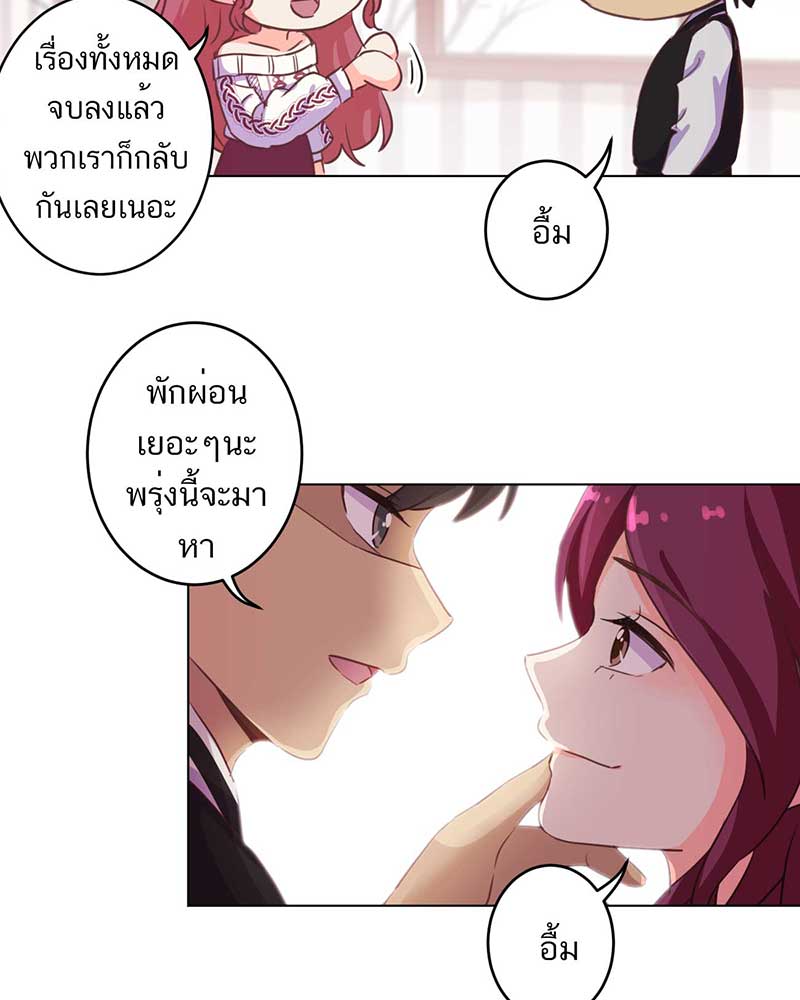 เรื่องทั้งหมด
จบลงแล้ว
พวกเราก็กลับ
กันเลยเนอะ
อื้ม
พักผ่อน
เยอะๆนะ
พรุ่งนี้จะมา
หา
อื้ม